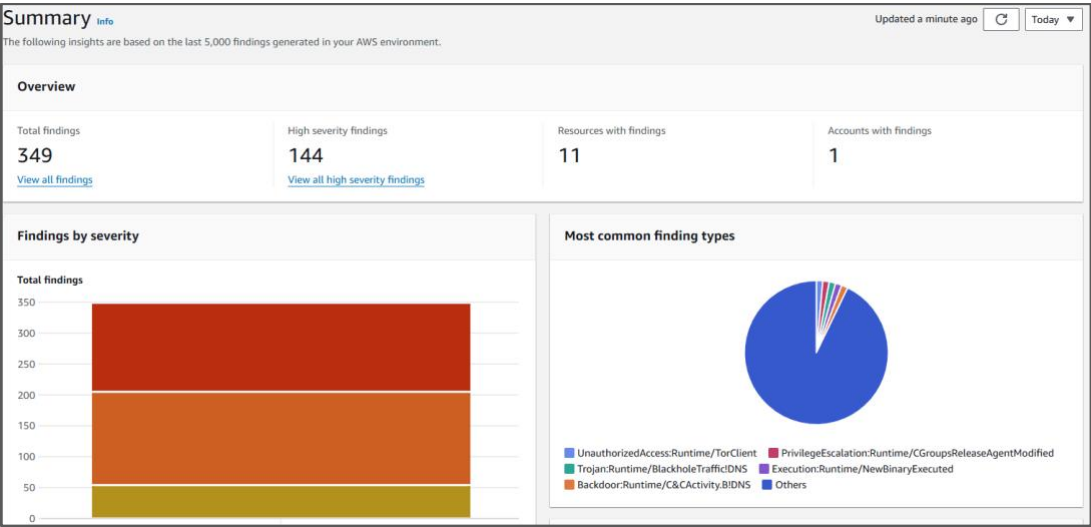 Summary Info
Updated a minute ago
Today
The following insights are based on the last 5,000 findings generated in your AWS environment.
Overview
Total findings
349
View all findings
High severity findings
144
View all high severity findings
Resources with findings
11
Accounts with findings
1
Findings by severity
Total findings
350
300
250
200
150
100
50
0
Most common finding types
UnauthorizedAccess:Runtime/TorClient
PrivilegeEscalation:Runtime/CGroupsReleaseAgentModified
Trojan:Runtime/BlackholeTraffic!DNS
Execution:Runtime/NewBinaryExecuted
Backdoor:Runtime/C&CActivity.B!DNS
Others